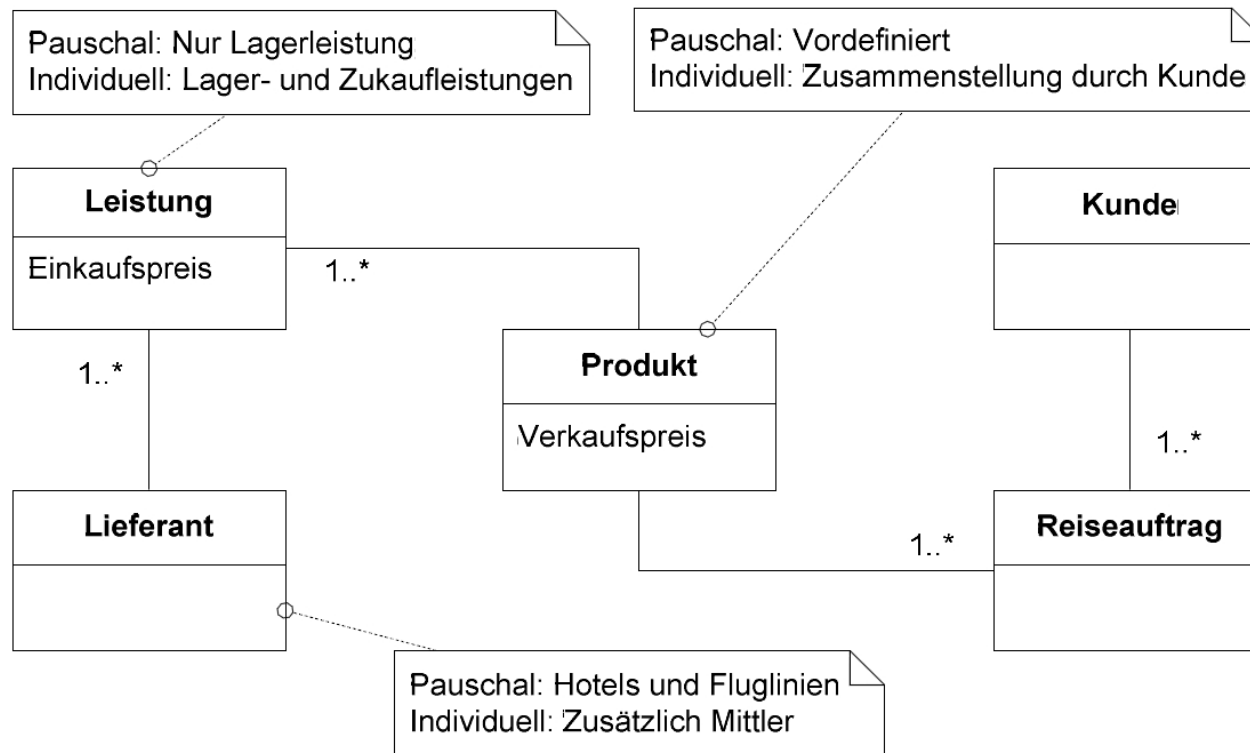 Pauschal: Nur Lagerleistung
Individuell: Lager- und Zukaufleistungen
Pauschal: Vordefiniert
Individuell: Zusammenstellung durch Kunde
Leistung
Einkaufspreis
1..*
Kunde
1..*
Produkt
Verkaufspreis
1..*
1..*
Lieferant
Reiseauftrag
Pauschal: Hotels und Fluglinien
Individuell: Zusätzlich Mittler